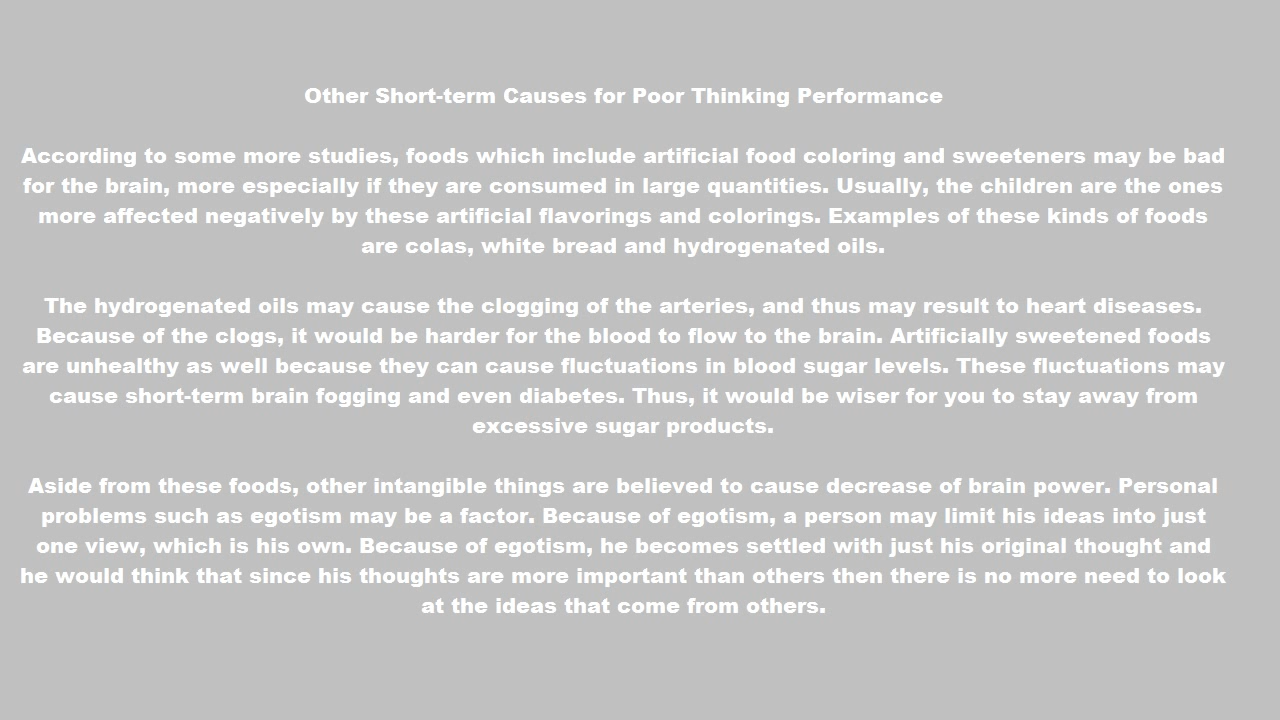 Other Short-term Causes for Poor Thinking Performance
According to some more studies, foods which include artificial food coloring and sweeteners may be bad
for the brain, more especially if they are consumed in large quantities. Usually, the children are the ones
more affected negatively by these artificial flavorings and colorings. Examples of these kinds of foods
are colas, white bread and hydrogenated oils.
The hydrogenated oils may cause the clogging of the arteries, and thus may result to heart diseases.
Because of the clogs, it would be harder for the blood to flow to the brain. Artificially sweetened foods
are unhealthy as well because they can cause fluctuations in blood sugar levels. These fluctuations may
cause short-term brain fogging and even diabetes. Thus, it would be wiser for you to stay away from
excessive sugar products.
Aside from these foods, other intangible things are believed to cause decrease of brain power. Personal
problems such as egotism may be a factor. Because of egotism, a person may limit his ideas into just
one view, which is his own. Because of egotism, he becomes settled with just his original thought and
he would think that since his thoughts are more important than others then there is no more need to look
at the ideas that come from others.